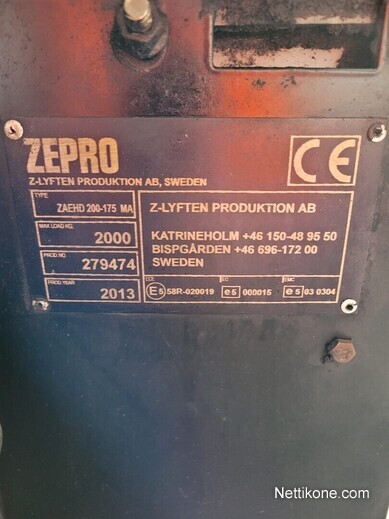 ZEPRO
CE
Z-LYFTEN PRODUKTION AB, SWEDEN
TYPE
ZAEHD 200-175 MA
MAX LOAD KG.
2000
PROD NO.
279474
PROD YEAR
2013
Z-LYFTEN PRODUKTION AB
KATRINEHOLM +46 150-48 95 50
BISPGÅRDEN +46 696-172 00
SWEDEN
E5 58R-020019
EC
e5 000015
EMC
e5 03 0304
Nettikone.com